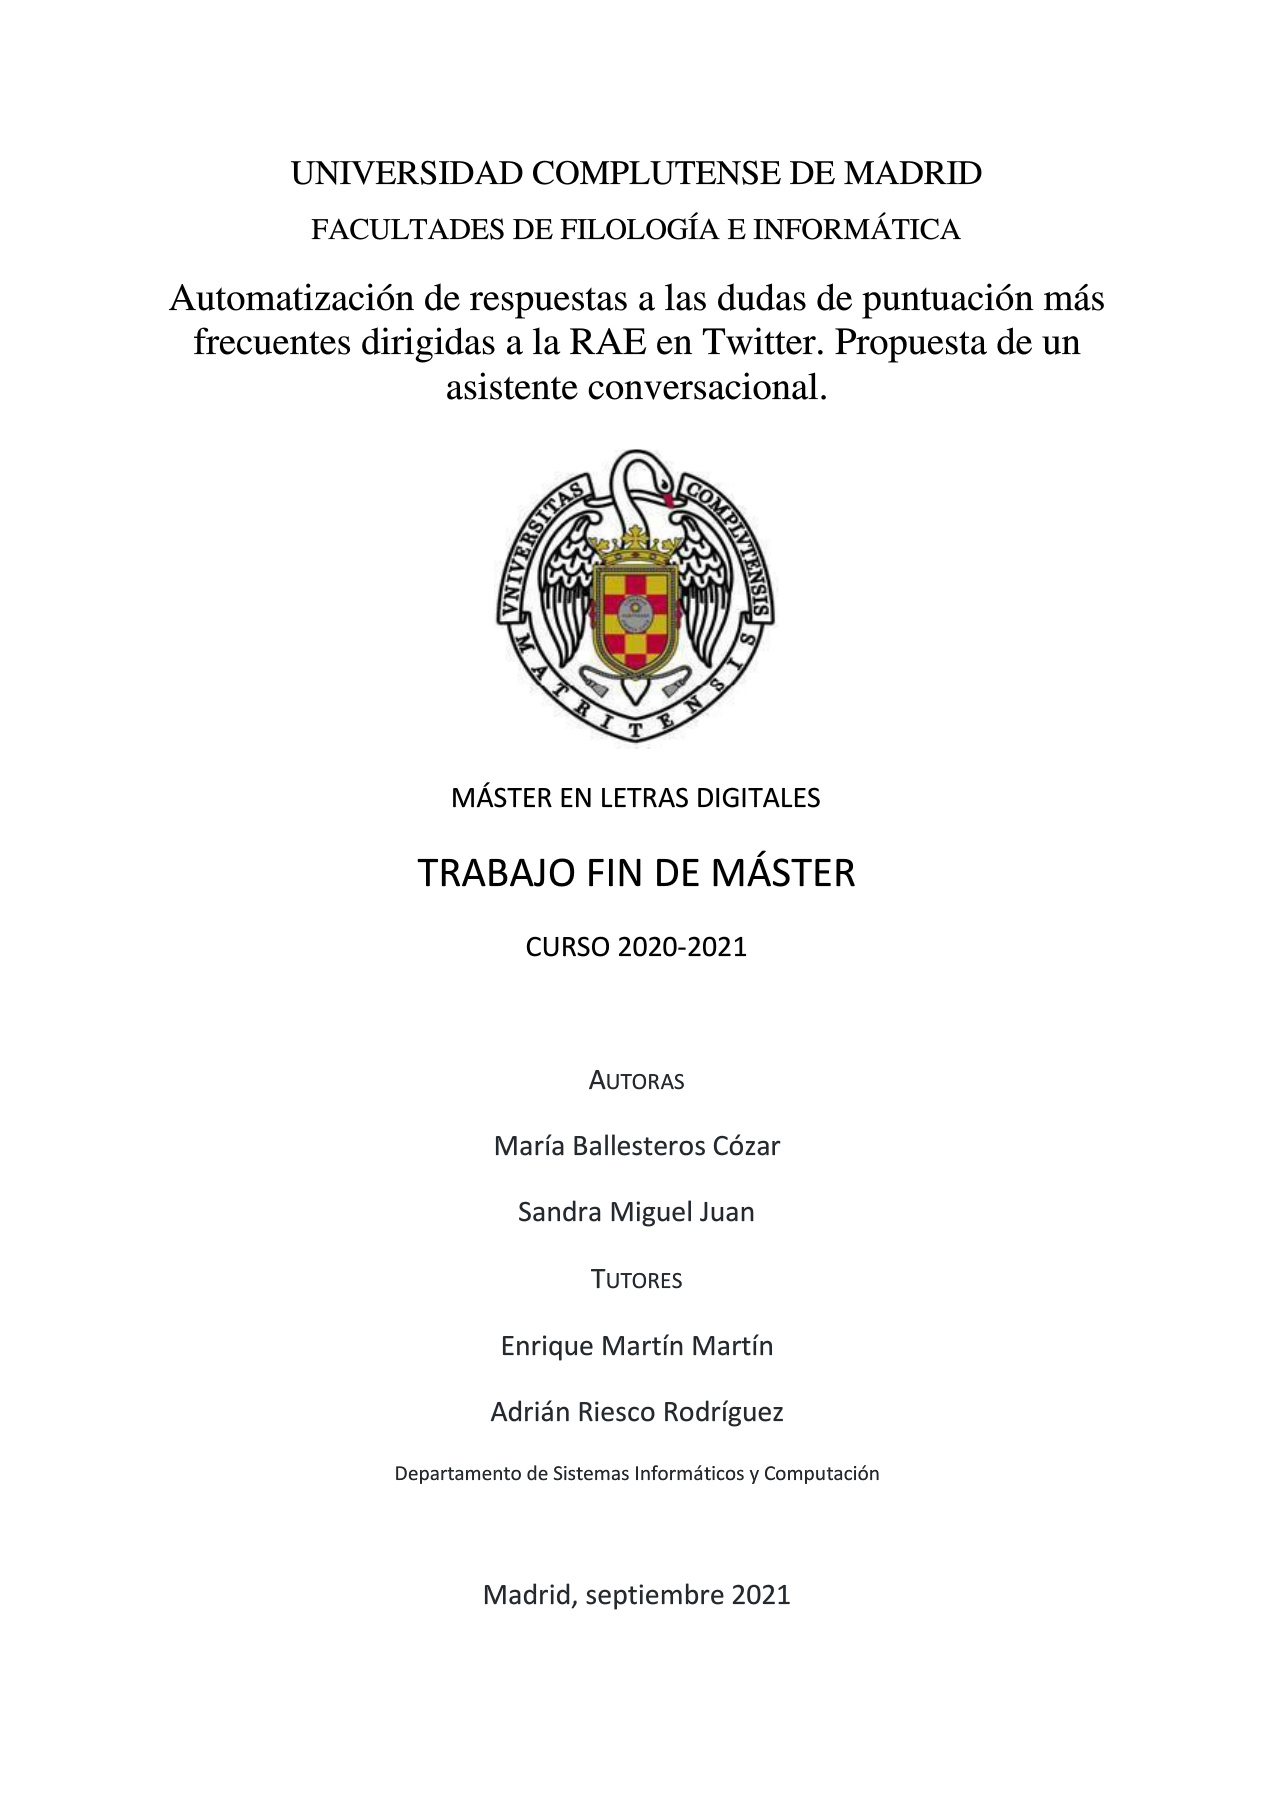 UNIVERSIDAD COMPLUTENSE DE MADRID
FACULTADES DE FILOLOGÍA E INFORMÁTICA
Automatización de respuestas a las dudas de puntuación más
frecuentes dirigidas a la RAE en Twitter. Propuesta de un
asistente conversacional.
VNIVERSITAS COMPLVTENSIS
MATRITENSIS
MÁSTER EN LETRAS DIGITALES
TRABAJO FIN DE MÁSTER
CURSO 2020-2021
AUTORAS
María Ballesteros Cózar
Sandra Miguel Juan
TUTORES
Enrique Martín Martín
Adrián Riesco Rodríguez
Departamento de Sistemas Informáticos y Computación
Madrid, septiembre 2021